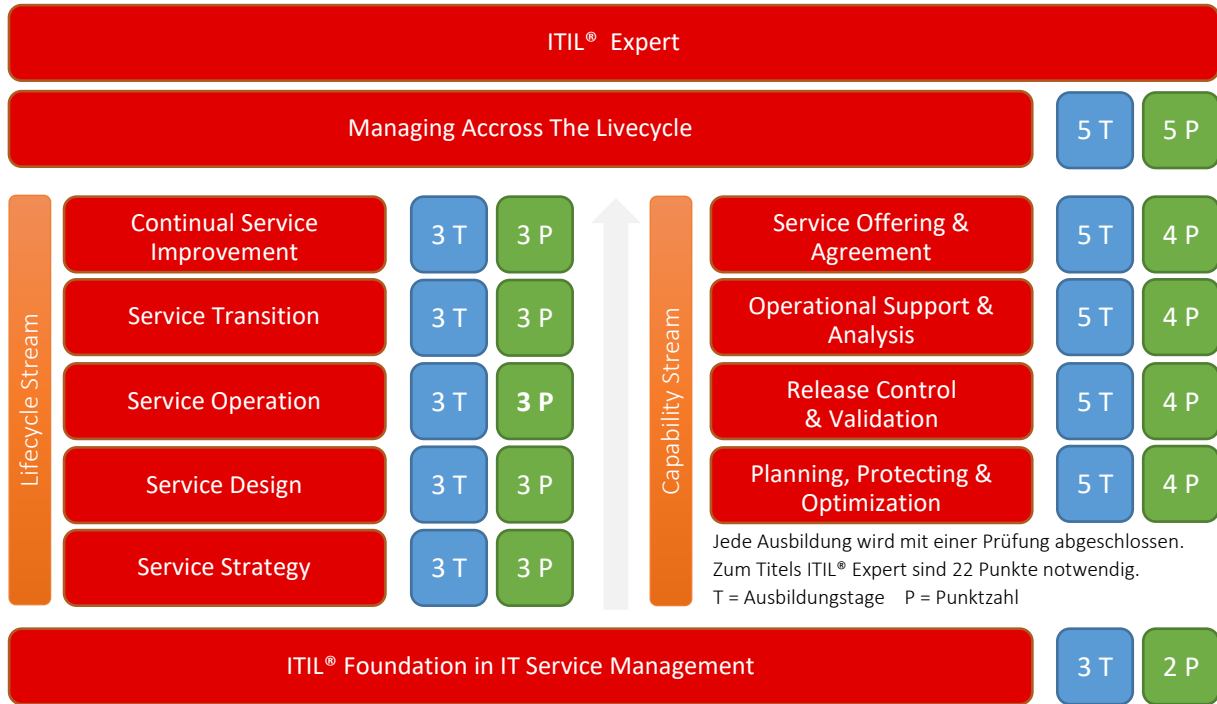 ITIL® Expert
Managing Accross The Livecycle
5 T
5 P
Lifecycle Stream
Continual Service
Improvement
3 T
3 P
Service Transition
3 T
3 P
Service Operation
3 T
3 P
Service Design
3 T
3 P
Service Strategy
3 T
3 P
Capability Stream
Service Offering &
Agreement
5 T
4 P
Operational Support &
Analysis
5 T
4 P
Release Control
& Validation
5 T
4 P
Planning, Protecting &
Optimization
5 T
4 P
Jede Ausbildung wird mit einer Prüfung abgeschlossen.
Zum Titels ITIL® Expert sind 22 Punkte notwendig.
T = Ausbildungstage P = Punktzahl
ITIL® Foundation in IT Service Management
3 T
2 P